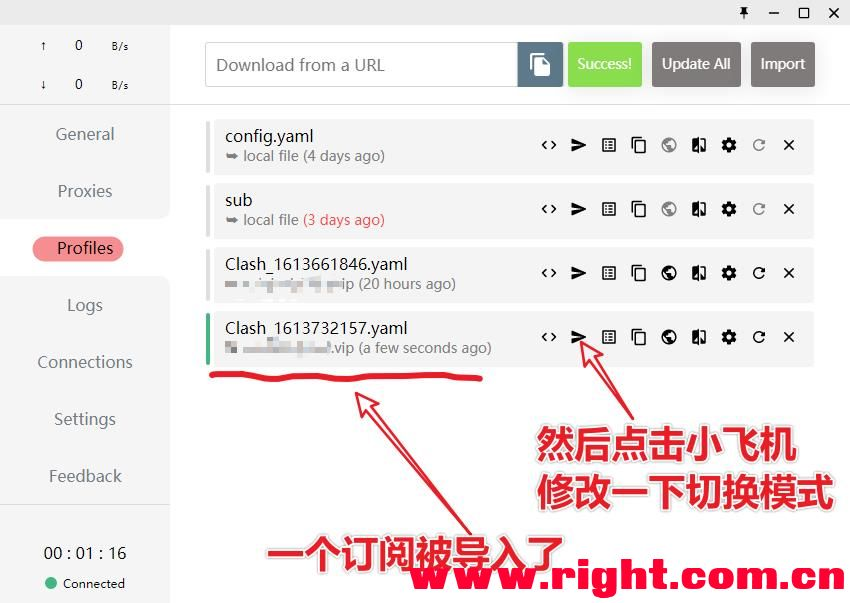 ↑ 0 B/s
↓ 0 B/s
General
Proxies
Profiles
Logs
Connections
Settings
Feedback
00 : 01 : 16
Connected
Download from a URL
Success!
Update All
Import
config.yaml
local file (4 days ago)
sub
local file (3 days ago)
Clash_1613661846.yaml
ip (20 hours ago)
Clash_1613732157.yaml
.vip (a few seconds ago)
然后点击小飞机
修改一下切换模式
一个订阅被导入了
www.right.com.cn